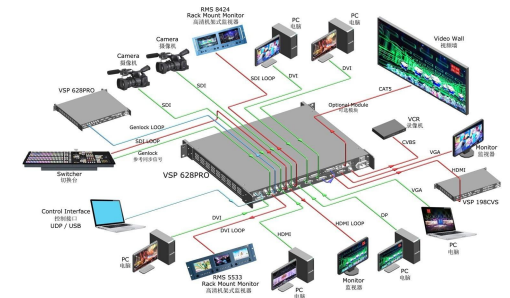 RMS 8424
Rack Mount Monitor
高清机架式监视器
PC
电脑
PC
电脑
Video Wall
视频墙
Camera
摄像机
Camera
摄像机
SDI LOOP
DVI
DVI
CAT5
VSP 628PRO
SDI
SDI
Optional Module
可选模块
VCR
录像机
Genlock LOOP
CVBS
Monitor
监视器
SDI LOOP
VGA
Genlock
参考同步信号
Switcher
切换台
VSP 628PRO
HDMI
VGA
VSP 198CVS
Control Interface
控制接口
UDP / USB
DVI
DVI LOOP
HDMI
HDMI LOOP
DP
PC
电脑
PC
电脑
RMS 5533
Rack Mount Monitor
高清机架式监视器
PC
电脑
Monitor
监视器
PC
电脑